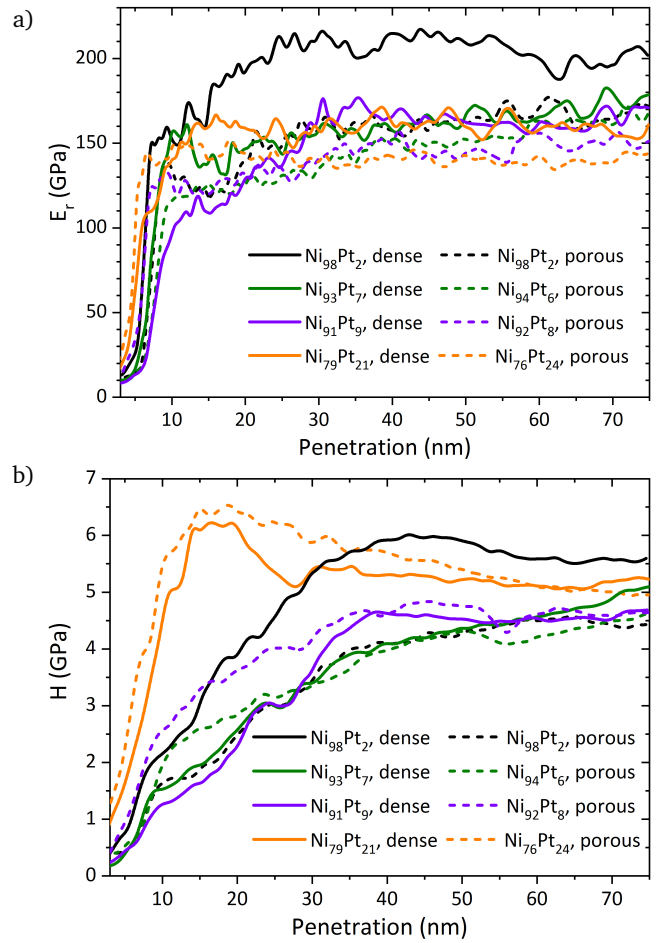 a)
200
150
100
50
0
E_r (GPa)
Ni₉₈Pt₂, dense Ni₉₈Pt₂, porous
Ni₉₃Pt₇, dense Ni₉₄Pt₆, porous
Ni₉₁Pt₉, dense Ni₉₂Pt₈, porous
Ni₇₉Pt₂₁, dense Ni₇₆Pt₂₄, porous
10 20 30 40 50 60 70
Penetration (nm)
b)
7
6
5
4
3
2
1
0
H (GPa)
Ni₉₈Pt₂, dense Ni₉₈Pt₂, porous
Ni₉₃Pt₇, dense Ni₉₄Pt₆, porous
Ni₉₁Pt₉, dense Ni₉₂Pt₈, porous
Ni₇₉Pt₂₁, dense Ni₇₆Pt₂₄, porous
10 20 30 40 50 60 70
Penetration (nm)